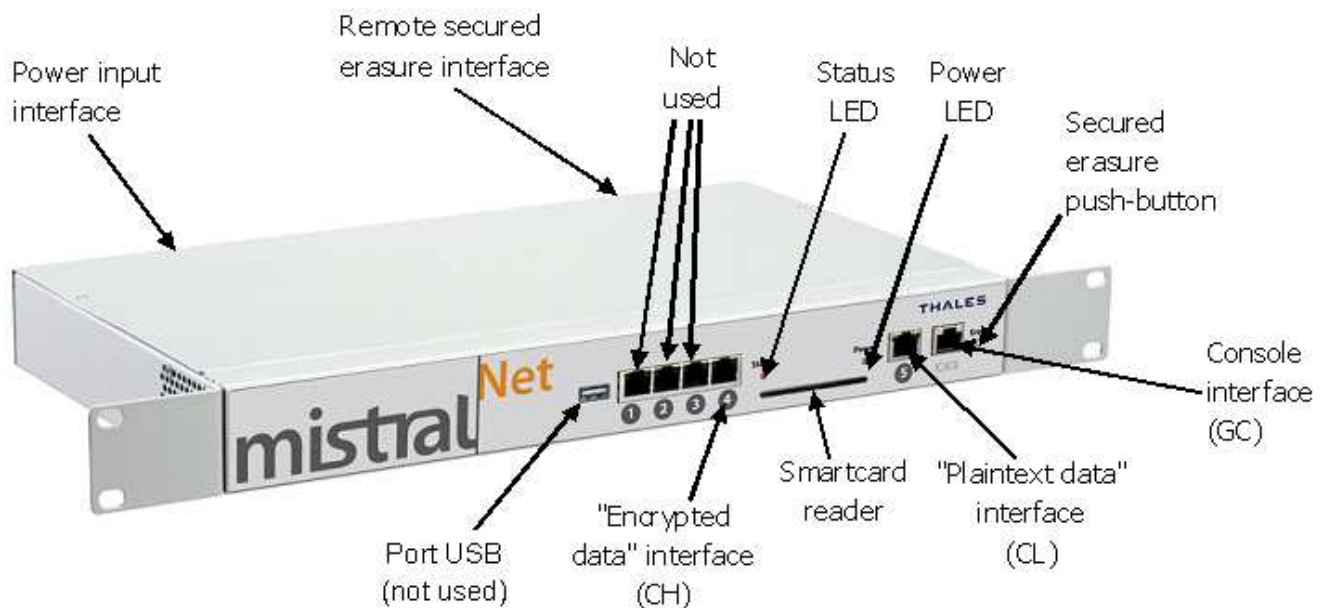 Power input
interface
Remote secured
erasure interface
Not
used
Status
LED
Power
LED
Secured
erasure
push-button
THALES
mistral
Net
1
2
3
4
5
Console
interface
(GC)
Smartcard
reader
"Plaintext data"
interface
(CL)
"Encrypted
data" interface
(CH)
Port USB
(not used)